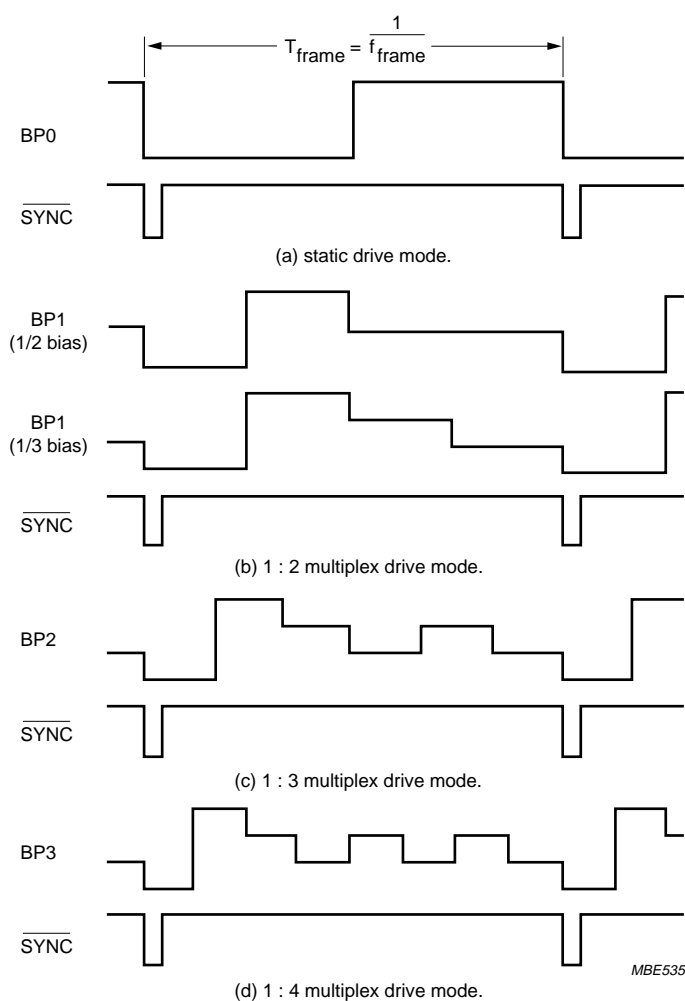 T_frame = 1 / f_frame
BP0
SYNC
(a) static drive mode.
BP1
(1/2 bias)
BP1
(1/3 bias)
SYNC
(b) 1 : 2 multiplex drive mode.
BP2
SYNC
(c) 1 : 3 multiplex drive mode.
BP3
SYNC
MBE535
(d) 1 : 4 multiplex drive mode.